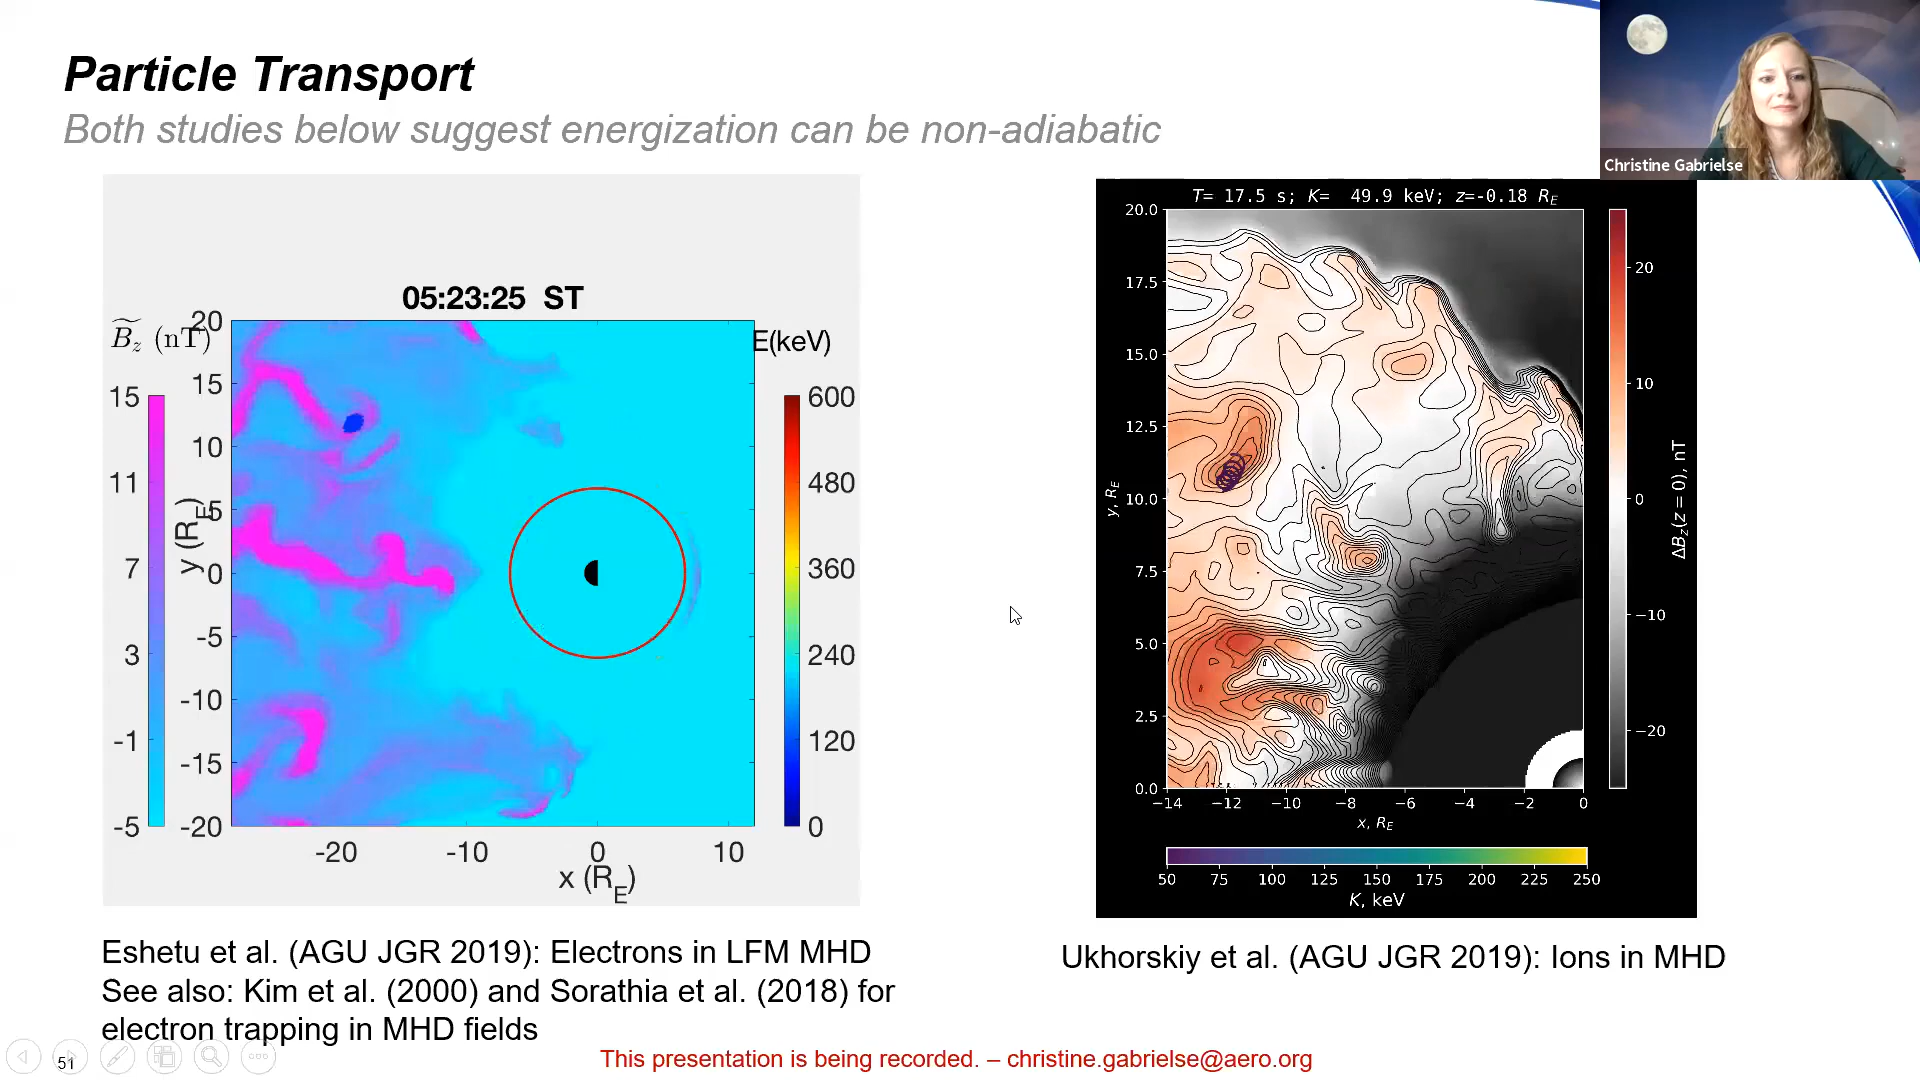 Particle Transport
Both studies below suggest energization can be non-adiabatic
Christine Gabrielse
05:23:25 ST
B̃z (nT)
E(keV)
15
11
7
3
-1
-5
20
15
10
5
0
-5
-10
-15
-20
y (RE)
-20 -10 0 10
x (RE)
600
480
360
240
120
0
T= 17.5 s; K= 49.9 keV; z=-0.18 RE
20.0
17.5
15.0
12.5
10.0
7.5
5.0
2.5
0.0
y, RE
−14 −12 −10 −8 −6 −4 −2 0
x, RE
20
10
0
−10
−20
ΔBz(z = 0), nT
50 75 100 125 150 175 200 225 250
K, keV
Eshetu et al. (AGU JGR 2019): Electrons in LFM MHD
See also: Kim et al. (2000) and Sorathia et al. (2018) for
electron trapping in MHD fields
Ukhorskiy et al. (AGU JGR 2019): Ions in MHD
51
This presentation is being recorded. – christine.gabrielse@aero.org